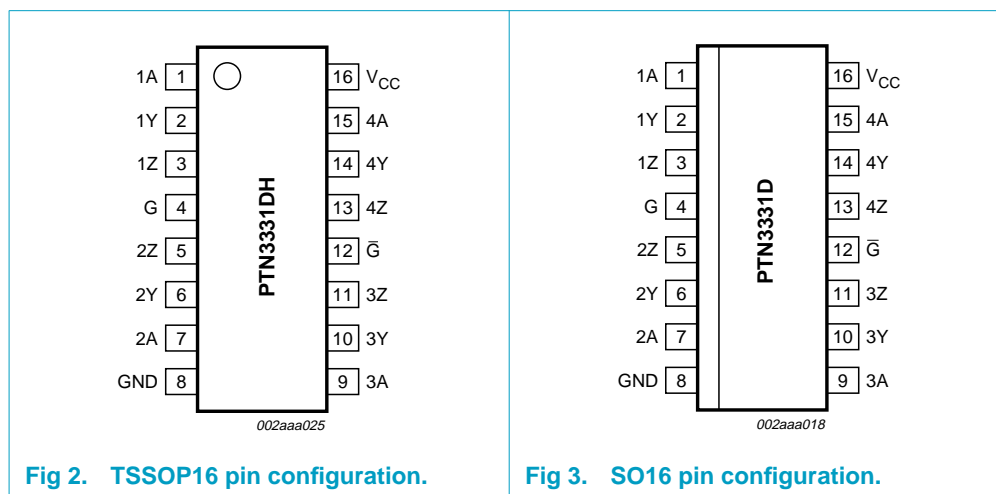 1A 1 16 VCC
1Y 2 15 4A
1Z 3 14 4Y
G 4 13 4Z
2Z 5 12 G̅
2Y 6 11 3Z
2A 7 10 3Y
GND 8 9 3A
PTN3331DH
002aaa025
Fig 2. TSSOP16 pin configuration.
1A 1 16 VCC
1Y 2 15 4A
1Z 3 14 4Y
G 4 13 4Z
2Z 5 12 G̅
2Y 6 11 3Z
2A 7 10 3Y
GND 8 9 3A
PTN3331D
002aaa018
Fig 3. SO16 pin configuration.